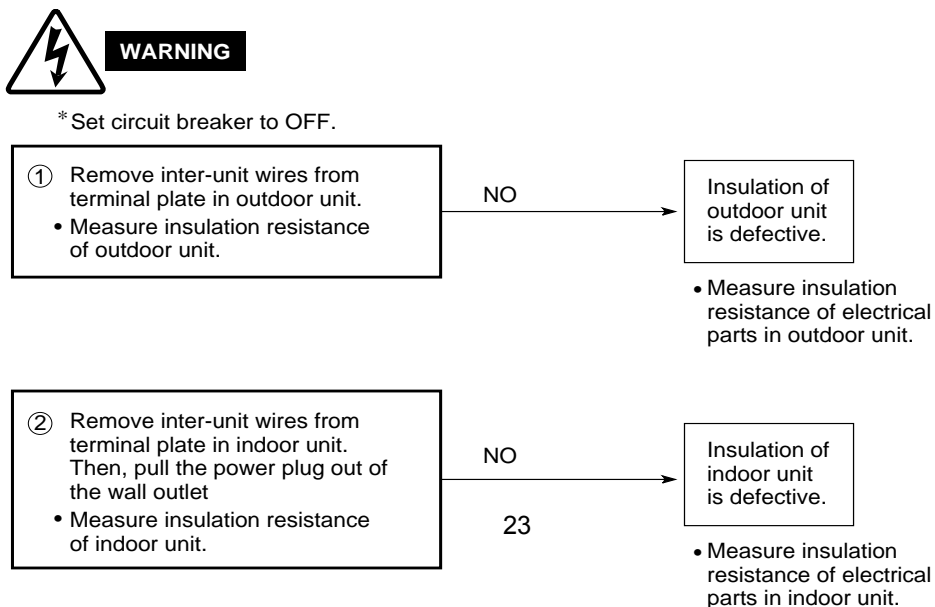 WARNING
*Set circuit breaker to OFF.
① Remove inter-unit wires from
terminal plate in outdoor unit.
• Measure insulation resistance
of outdoor unit.
NO
Insulation of
outdoor unit
is defective.
• Measure insulation
resistance of electrical
parts in outdoor unit.
② Remove inter-unit wires from
terminal plate in indoor unit.
Then, pull the power plug out of
the wall outlet
• Measure insulation resistance
of indoor unit.
NO
23
Insulation of
indoor unit
is defective.
• Measure insulation
resistance of electrical
parts in indoor unit.